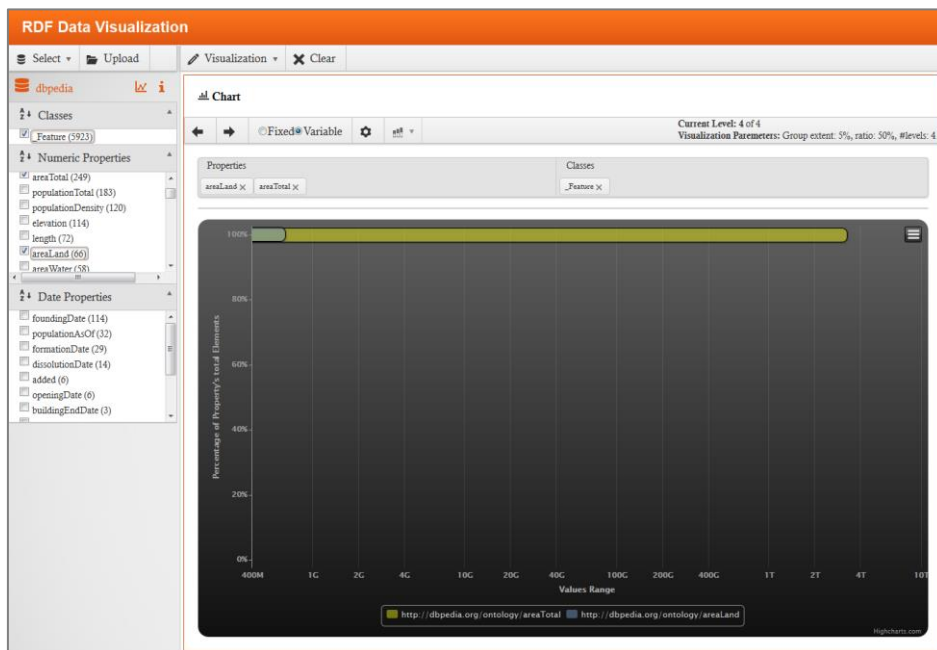 RDF Data Visualization
Select Upload Visualization Clear
dbpedia
Classes
_Feature (5923)
Numeric Properties
areaTotal (249)
populationTotal (183)
populationDensity (120)
elevation (114)
length (72)
areaLand (66)
areaWater (58)
Date Properties
foundingDate (114)
populationAsOf (32)
formationDate (29)
dissolutionDate (14)
added (6)
openingDate (6)
buildingEndDate (3)
Chart
Fixed Variable
Current Level: 4 of 4
Visualization Paremeters: Group extent: 5%, ratio: 50%, #levels: 4
Properties Classes
areaLand X areaTotal X _Feature X
Percentage of Property's total Elements
100%
80%
60%
40%
20%
0%
400M 1G 2G 4G 10G 20G 40G 100G 200G 400G 1T 2T 4T 10T
Values Range
http://dbpedia.org/ontology/areaTotal http://dbpedia.org/ontology/areaLand
Highcharts.com